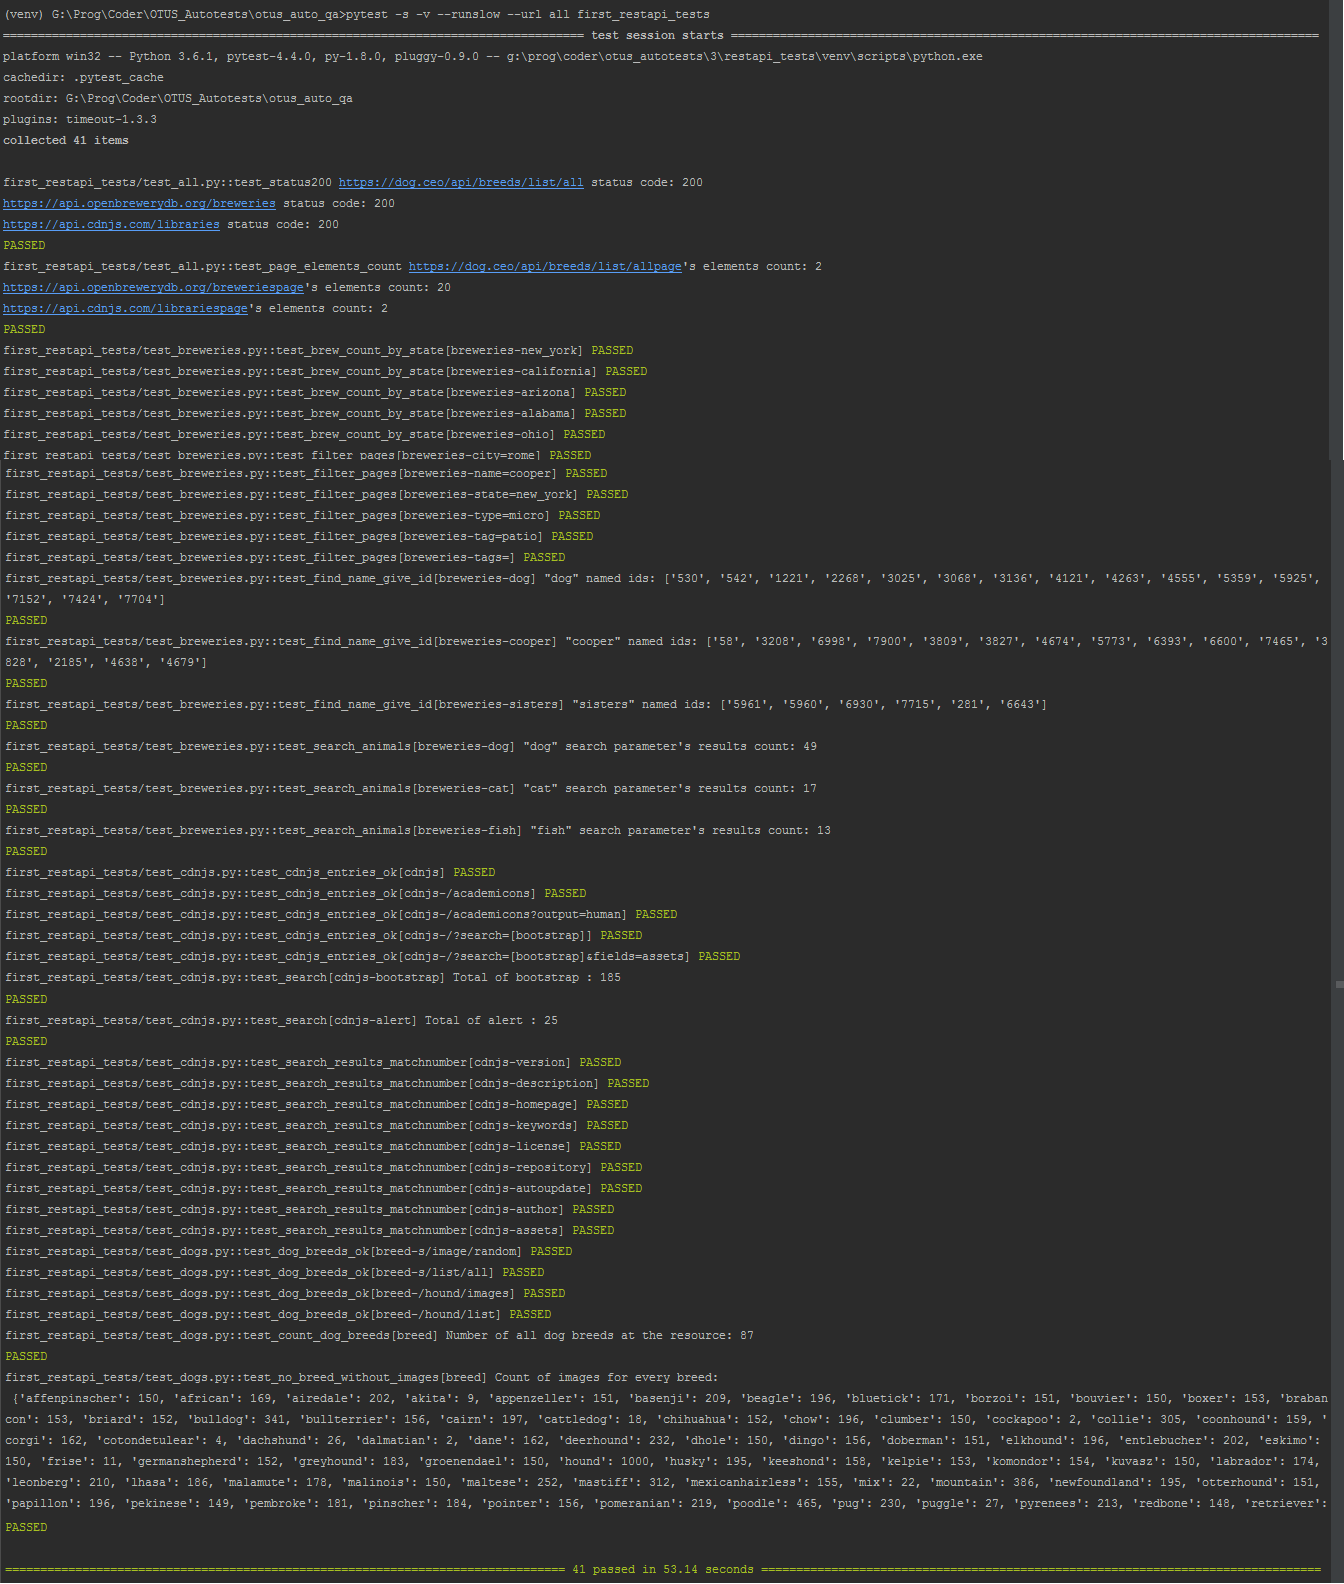 (venv) G:\Prog\Coder\OTUS_Autotests\otus_auto_qa>pytest -s -v --runslow --url all first_restapi_tests
=================================================================================== test session starts ====================================================================================
platform win32 -- Python 3.6.1, pytest-4.4.0, py-1.8.0, pluggy-0.9.0 -- g:\prog\coder\otus_autotests\3\restapi_tests\venv\scripts\python.exe
cachedir: .pytest_cache
rootdir: G:\Prog\Coder\OTUS_Autotests\otus_auto_qa
plugins: timeout-1.3.3
collected 41 items
first_restapi_tests/test_all.py::test_status200 https://dog.ceo/api/breeds/list/all status code: 200
https://api.openbrewerydb.org/breweries status code: 200
https://api.cdnjs.com/libraries status code: 200
PASSED
first_restapi_tests/test_all.py::test_page_elements_count https://dog.ceo/api/breeds/list/allpage's elements count: 2
https://api.openbrewerydb.org/breweriespage's elements count: 20
https://api.cdnjs.com/librariespage's elements count: 2
PASSED
first_restapi_tests/test_breweries.py::test_brew_count_by_state[breweries-new_york] PASSED
first_restapi_tests/test_breweries.py::test_brew_count_by_state[breweries-california] PASSED
first_restapi_tests/test_breweries.py::test_brew_count_by_state[breweries-arizona] PASSED
first_restapi_tests/test_breweries.py::test_brew_count_by_state[breweries-alabama] PASSED
first_restapi_tests/test_breweries.py::test_brew_count_by_state[breweries-ohio] PASSED
first_restapi_tests/test_breweries.py::test_filter_pages[breweries-city=rome] PASSED
first_restapi_tests/test_breweries.py::test_filter_pages[breweries-name=cooper] PASSED
first_restapi_tests/test_breweries.py::test_filter_pages[breweries-state=new_york] PASSED
first_restapi_tests/test_breweries.py::test_filter_pages[breweries-type=micro] PASSED
first_restapi_tests/test_breweries.py::test_filter_pages[breweries-tag=patio] PASSED
first_restapi_tests/test_breweries.py::test_filter_pages[breweries-tags=] PASSED
first_restapi_tests/test_breweries.py::test_find_name_give_id[breweries-dog] "dog" named ids: ['530', '542', '1221', '2268', '3025', '3068', '3136', '4121', '4263', '4555', '5359', '5925',
'7152', '7424', '7704']
PASSED
first_restapi_tests/test_breweries.py::test_find_name_give_id[breweries-cooper] "cooper" named ids: ['58', '3208', '6998', '7900', '3809', '3827', '4674', '5773', '6393', '6600', '7465', '3
828', '2185', '4638', '4679']
PASSED
first_restapi_tests/test_breweries.py::test_find_name_give_id[breweries-sisters] "sisters" named ids: ['5961', '5960', '6930', '7715', '281', '6643']
PASSED
first_restapi_tests/test_breweries.py::test_search_animals[breweries-dog] "dog" search parameter's results count: 49
PASSED
first_restapi_tests/test_breweries.py::test_search_animals[breweries-cat] "cat" search parameter's results count: 17
PASSED
first_restapi_tests/test_breweries.py::test_search_animals[breweries-fish] "fish" search parameter's results count: 13
PASSED
first_restapi_tests/test_cdnjs.py::test_cdnjs_entries_ok[cdnjs] PASSED
first_restapi_tests/test_cdnjs.py::test_cdnjs_entries_ok[cdnjs-/academicons] PASSED
first_restapi_tests/test_cdnjs.py::test_cdnjs_entries_ok[cdnjs-/academicons?output=human] PASSED
first_restapi_tests/test_cdnjs.py::test_cdnjs_entries_ok[cdnjs-/?search=[bootstrap]] PASSED
first_restapi_tests/test_cdnjs.py::test_cdnjs_entries_ok[cdnjs-/?search=[bootstrap]&fields=assets] PASSED
first_restapi_tests/test_cdnjs.py::test_search[cdnjs-bootstrap] Total of bootstrap : 185
PASSED
first_restapi_tests/test_cdnjs.py::test_search[cdnjs-alert] Total of alert : 25
PASSED
first_restapi_tests/test_cdnjs.py::test_search_results_matchnumber[cdnjs-version] PASSED
first_restapi_tests/test_cdnjs.py::test_search_results_matchnumber[cdnjs-description] PASSED
first_restapi_tests/test_cdnjs.py::test_search_results_matchnumber[cdnjs-homepage] PASSED
first_restapi_tests/test_cdnjs.py::test_search_results_matchnumber[cdnjs-keywords] PASSED
first_restapi_tests/test_cdnjs.py::test_search_results_matchnumber[cdnjs-license] PASSED
first_restapi_tests/test_cdnjs.py::test_search_results_matchnumber[cdnjs-repository] PASSED
first_restapi_tests/test_cdnjs.py::test_search_results_matchnumber[cdnjs-autoupdate] PASSED
first_restapi_tests/test_cdnjs.py::test_search_results_matchnumber[cdnjs-author] PASSED
first_restapi_tests/test_cdnjs.py::test_search_results_matchnumber[cdnjs-assets] PASSED
first_restapi_tests/test_dogs.py::test_dog_breeds_ok[breed-s/image/random] PASSED
first_restapi_tests/test_dogs.py::test_dog_breeds_ok[breed-s/list/all] PASSED
first_restapi_tests/test_dogs.py::test_dog_breeds_ok[breed-/hound/images] PASSED
first_restapi_tests/test_dogs.py::test_dog_breeds_ok[breed-/hound/list] PASSED
first_restapi_tests/test_dogs.py::test_count_dog_breeds[breed] Number of all dog breeds at the resource: 87
PASSED
first_restapi_tests/test_dogs.py::test_no_breed_without_images[breed] Count of images for every breed:
{'affenpinscher': 150, 'african': 169, 'airedale': 202, 'akita': 9, 'appenzeller': 151, 'basenji': 209, 'beagle': 196, 'bluetick': 171, 'borzoi': 151, 'bouvier': 150, 'boxer': 153, 'braban
con': 153, 'briard': 152, 'bulldog': 341, 'bullterrier': 156, 'cairn': 197, 'cattledog': 18, 'chihuahua': 152, 'chow': 196, 'clumber': 150, 'cockapoo': 2, 'collie': 305, 'coonhound': 159, '
corgi': 162, 'cotondetulear': 4, 'dachshund': 26, 'dalmatian': 2, 'dane': 162, 'deerhound': 232, 'dhole': 150, 'dingo': 156, 'doberman': 151, 'elkhound': 196, 'entlebucher': 202, 'eskimo':
150, 'frise': 11, 'germanshepherd': 152, 'greyhound': 183, 'groenendael': 150, 'hound': 1000, 'husky': 195, 'keeshond': 158, 'kelpie': 153, 'komondor': 154, 'kuvasz': 150, 'labrador': 174,
'leonberg': 210, 'lhasa': 186, 'malamute': 178, 'malinois': 150, 'maltese': 252, 'mastiff': 312, 'mexicanhairless': 155, 'mix': 22, 'mountain': 386, 'newfoundland': 195, 'otterhound': 151,
'papillon': 196, 'pekinese': 149, 'pembroke': 181, 'pinscher': 184, 'pointer': 156, 'pomeranian': 219, 'poodle': 465, 'pug': 230, 'puggle': 27, 'pyrenees': 213, 'redbone': 148, 'retriever':
PASSED
================================================================================ 41 passed in 53.14 seconds ================================================================================